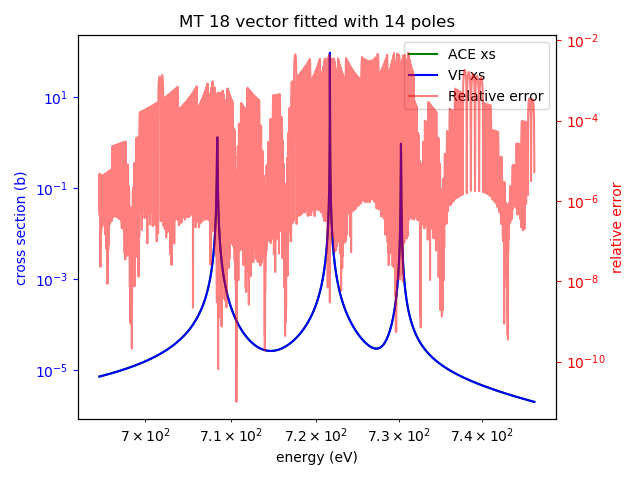 MT 18 vector fitted with 14 poles
ACE xs
VF xs
Relative error
10¹
10⁻¹
10⁻³
10⁻⁵
cross section (b)
10⁻²
10⁻⁴
10⁻⁶
10⁻⁸
10⁻¹⁰
relative error
7 × 10² 7.1 × 10² 7.2 × 10² 7.3 × 10² 7.4 × 10²
energy (eV)